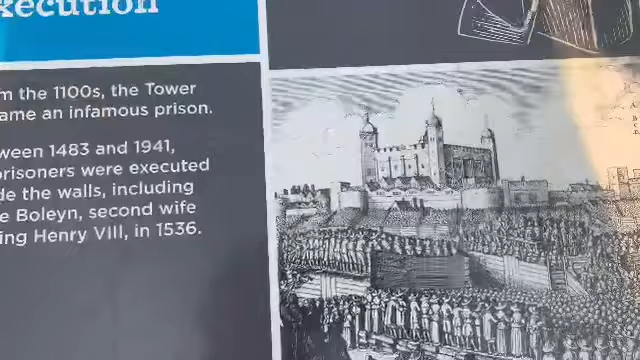 xecution
m the 1100s, the Tower
ame an infamous prison.
ween 1483 and 1941,
prisoners were executed
de the walls, including
e Boleyn, second wife
ing Henry VIII, in 1536.